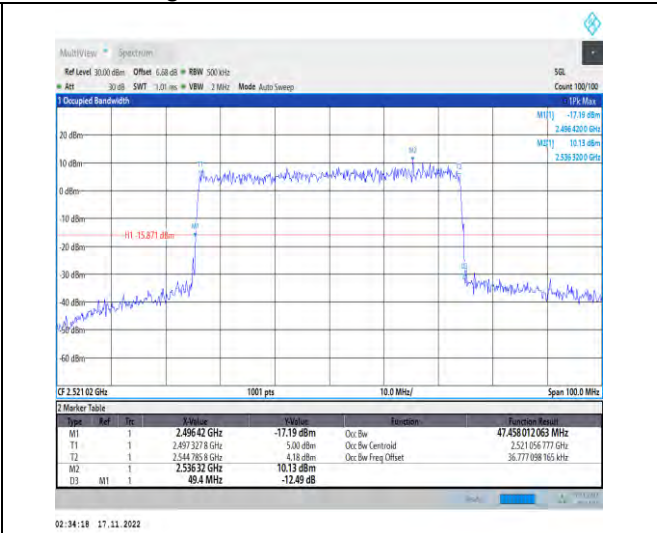 MultiView Spectrum
Ref Level 30.00 dBm Offset 6.68 dB RBW 500 kHz SGL
Att 30 dB SWT 1.01 ms VBW 2 MHz Mode Auto Sweep Count 100/100
1 Occupied Bandwidth 1Pk Max
M1[1] -17.19 dBm
2.496 4200 GHz
M2[1] 10.13 dBm
2.536 3200 GHz
20 dBm
M2
10 dBm
T1 T2
0 dBm
-10 dBm
M1
H1 -15.871 dBm
-20 dBm
D3
-30 dBm
-40 dBm
-50 dBm
-60 dBm
CF 2.521 02 GHz 1001 pts 10.0 MHz/ Span 100.0 MHz
2 Marker Table
Type Ref Trc X-Value Y-Value Function Function Result
M1 1 2.496 42 GHz -17.19 dBm Occ Bw 47.458 012 063 MHz
T1 1 2.497 327 8 GHz 5.00 dBm Occ Bw Centroid 2.521 056 777 GHz
T2 1 2.544 785 8 GHz 4.18 dBm Occ Bw Freq Offset 36.777 098 165 kHz
M2 1 2.536 32 GHz 10.13 dBm
D3 M1 1 49.4 MHz -12.49 dB
02:34:18 17.11.2022